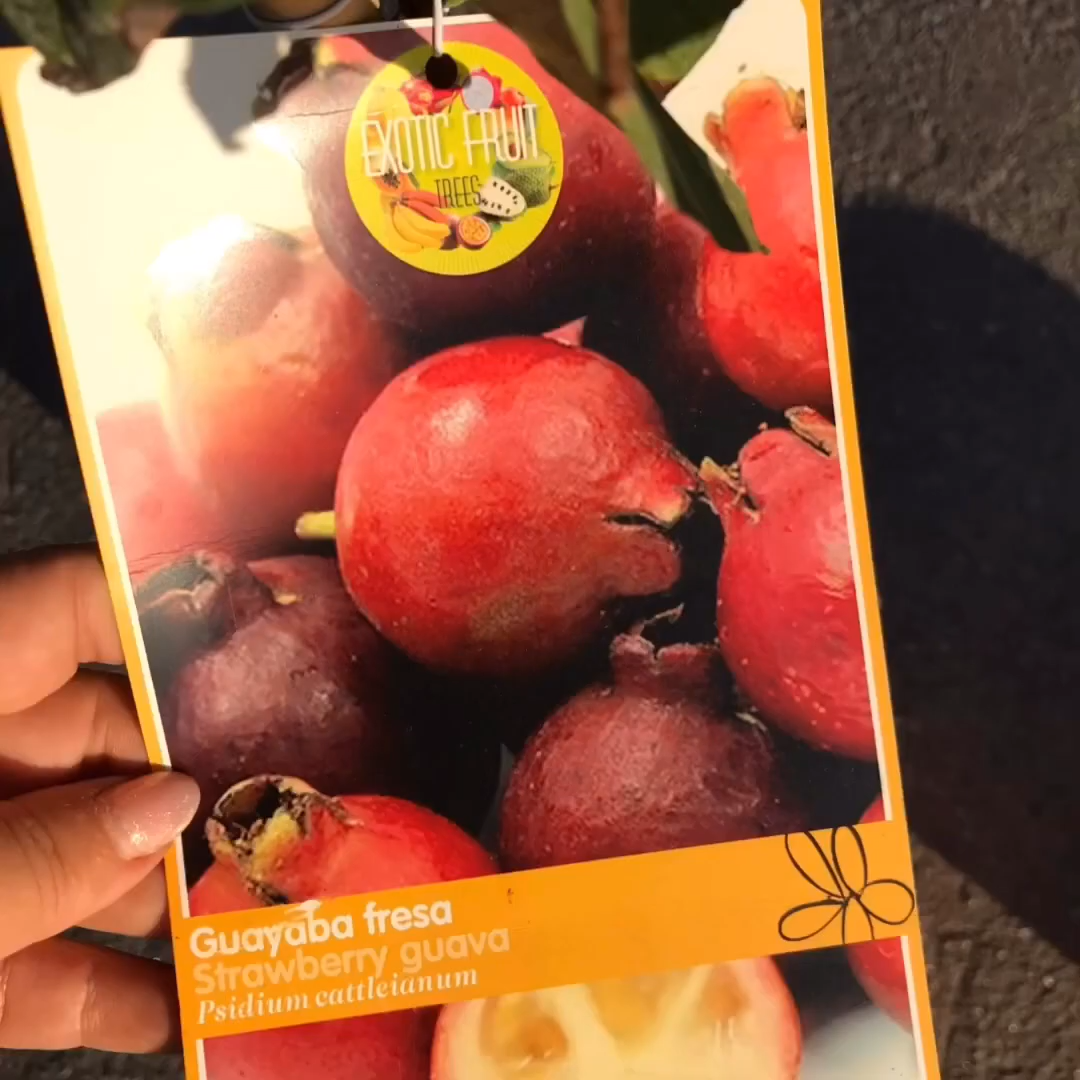 EXOTIC FRUIT
TREES
Guayaba fresa
Strawberry guava
Psidium cattleianum